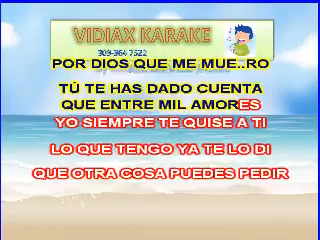 VIDIAX KARAKE
309-364 7522
POR DIOS QUE ME MUE..RO
TÚ TE HAS DADO CUENTA
QUE ENTRE MIL AMORES
YO SIEMPRE TE QUISE A TI
LO QUE TENGO YA TE LO DI
QUE OTRA COSA PUEDES PEDIR